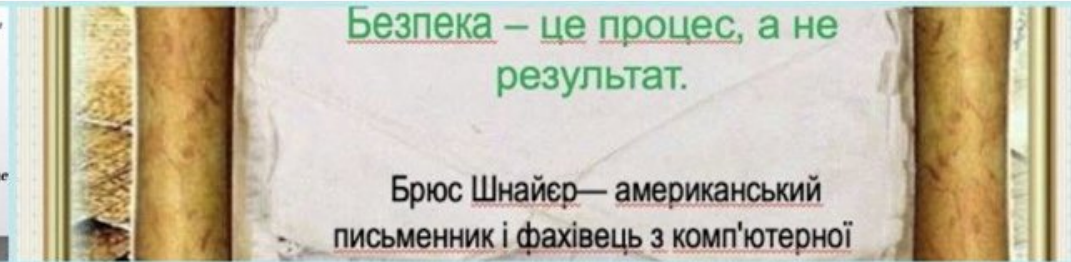 Безпека – це процес, а не
результат.
Брюс Шнайєр— американський
письменник і фахівець з комп'ютерної